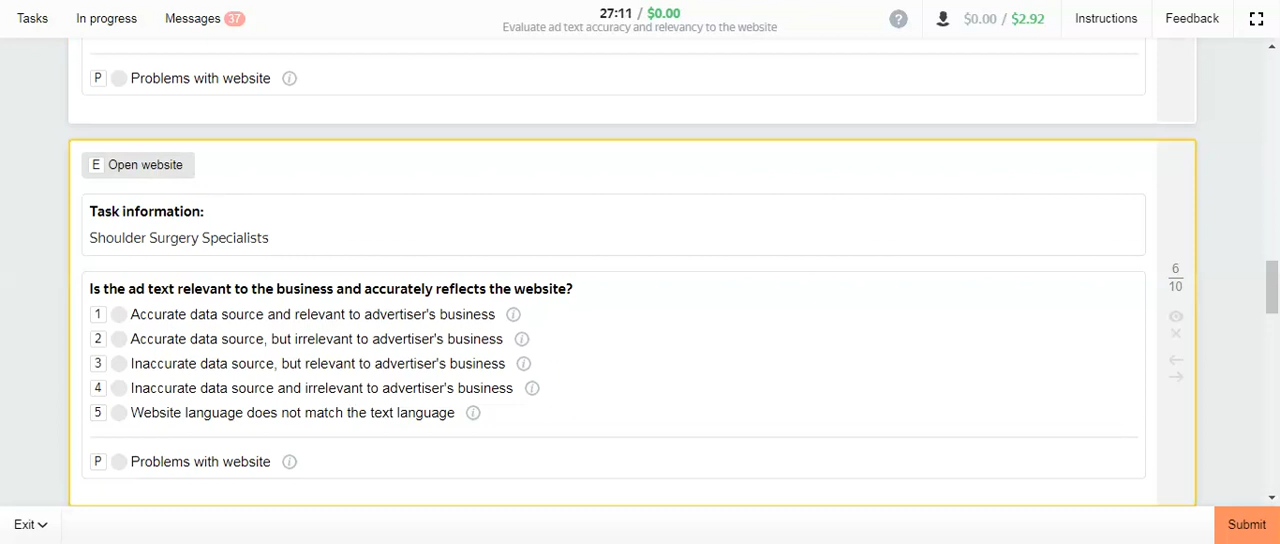 Tasks In progress Messages 37 27:11 / $0.00 ? $0.00 / $2.92 Instructions Feedback
Evaluate ad text accuracy and relevancy to the website
P Problems with website i
E Open website
Task information:
Shoulder Surgery Specialists
Is the ad text relevant to the business and accurately reflects the website?
1 Accurate data source and relevant to advertiser's business i
2 Accurate data source, but irrelevant to advertiser's business i
3 Inaccurate data source, but relevant to advertiser's business i
4 Inaccurate data source and irrelevant to advertiser's business i
5 Website language does not match the text language i
P Problems with website i
6
10
Exit
Submit